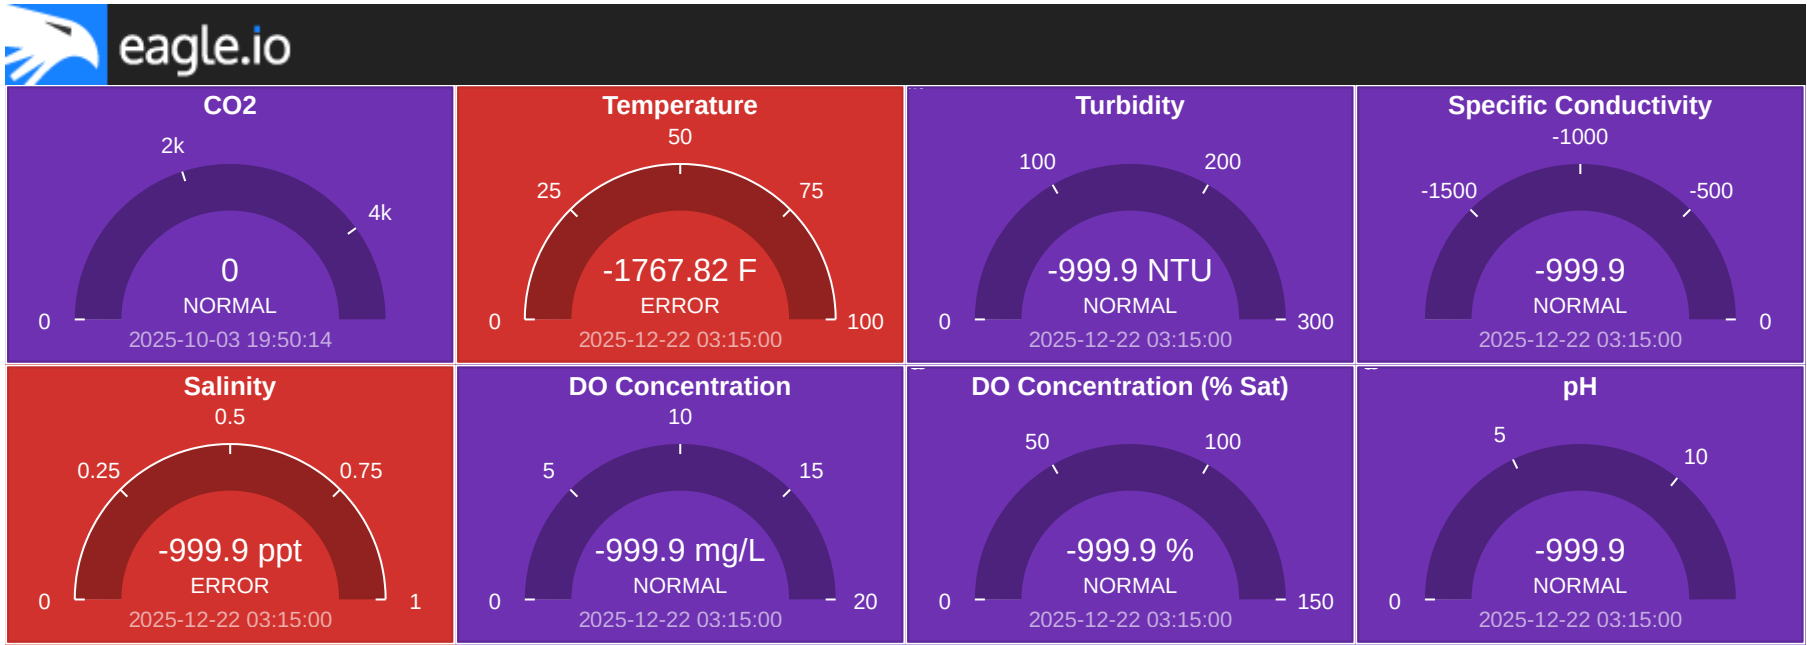 eagle.io
CO2
2k
4k
0
NORMAL
0
2025-10-03 19:50:14
Temperature
50
25
75
-1767.82 F
ERROR
0
100
2025-12-22 03:15:00
Turbidity
100
200
-999.9 NTU
NORMAL
0
300
2025-12-22 03:15:00
Specific Conductivity
-1000
-1500
-500
-999.9
NORMAL
0
2025-12-22 03:15:00
Salinity
0.5
0.25
0.75
-999.9 ppt
ERROR
0
1
2025-12-22 03:15:00
DO Concentration
10
5
15
-999.9 mg/L
NORMAL
0
20
2025-12-22 03:15:00
DO Concentration (% Sat)
50
100
-999.9 %
NORMAL
0
150
2025-12-22 03:15:00
pH
5
10
-999.9
NORMAL
0
2025-12-22 03:15:00